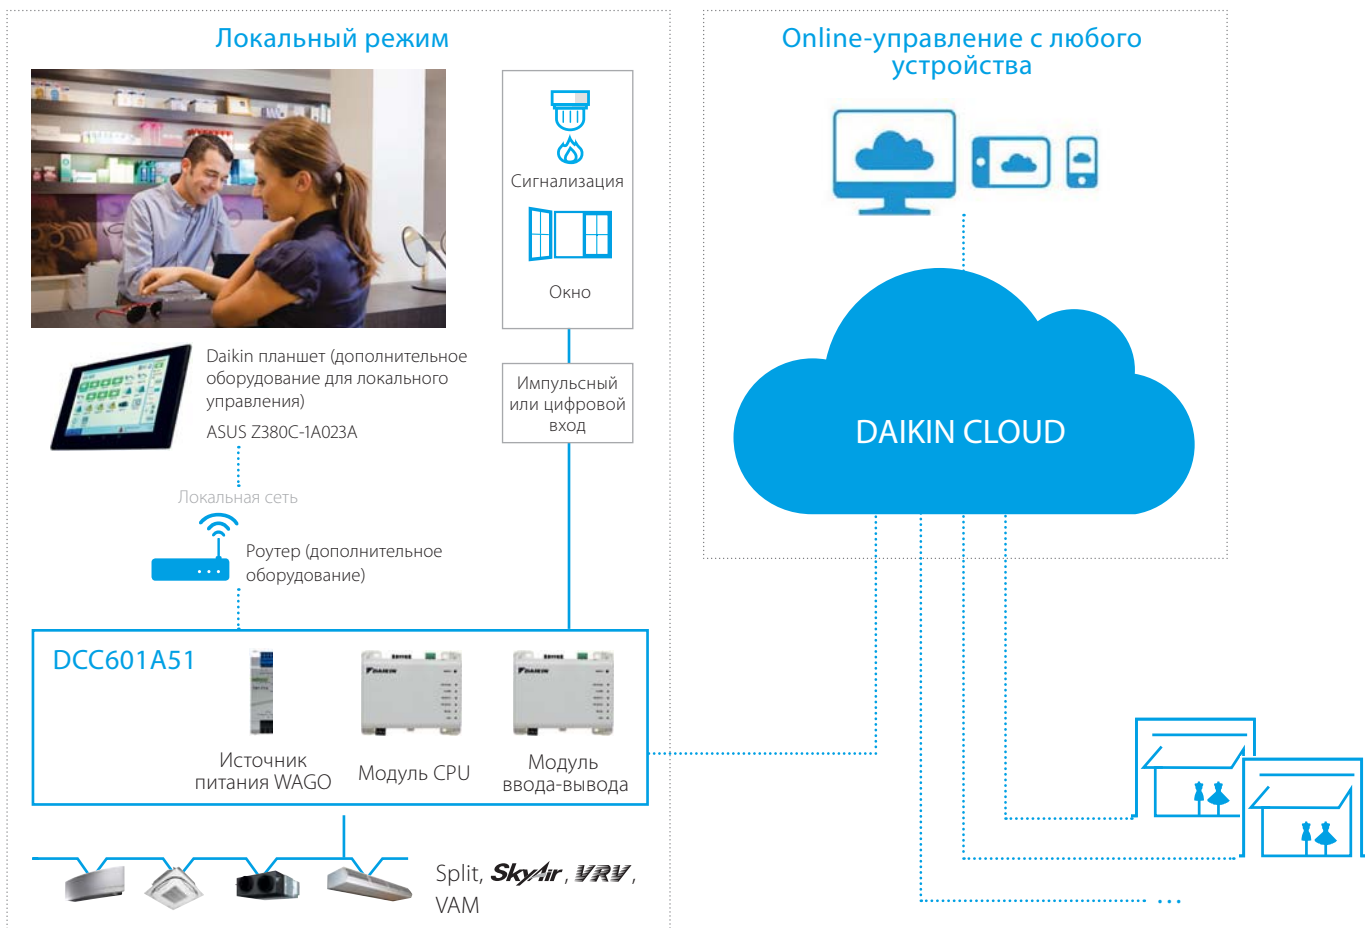 Локальный режим
Сигнализация
Окно
Daikin планшет (дополнительное
оборудование для локального
управления)
ASUS Z380C-1A023A
Импульсный
или цифровой
вход
Локальная сеть
Роутер (дополнительное
оборудование)
DCC601A51
DAIKIN
DAIKIN
Источник
питания WAGO
Модуль CPU
Модуль
ввода-вывода
Split, SkyAir, VRV,
VAM
Online-управление с любого
устройства
DAIKIN CLOUD
...